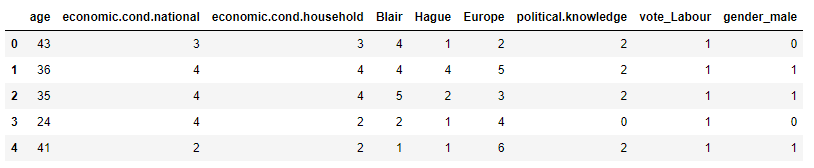 age economic.cond.national economic.cond.household Blair Hague Europe political.knowledge vote_Labour gender_male
0 43 3 3 4 1 2 2 1 0
1 36 4 4 4 4 5 2 1 1
2 35 4 4 5 2 3 2 1 1
3 24 4 2 2 1 4 0 1 0
4 41 2 2 1 1 6 2 1 1